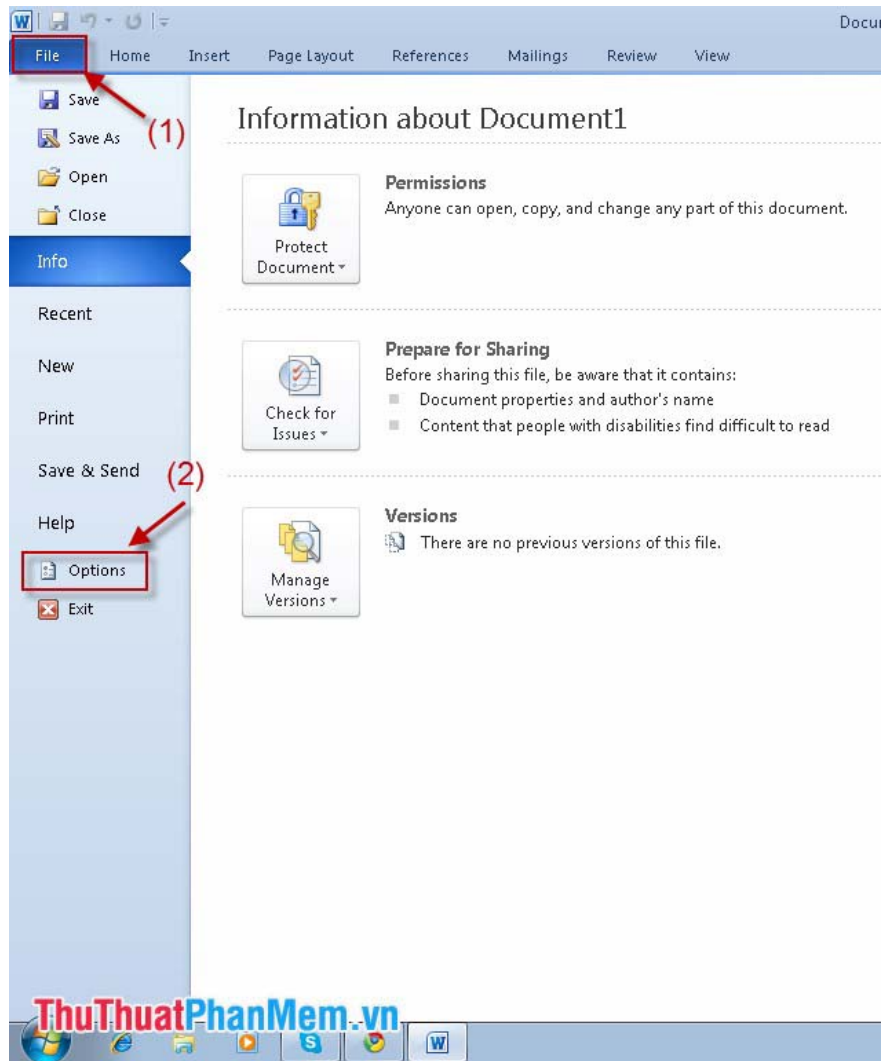 W
Docu
File Home Insert Page Layout References Mailings Review View
Save
(1)
Save As
Open
Close
Info
Recent
New
Print
Save & Send
(2)
Help
Options
Exit
Information about Document1
Protect
Document
Permissions
Anyone can open, copy, and change any part of this document.
Check for
Issues
Prepare for Sharing
Before sharing this file, be aware that it contains:
Document properties and author's name
Content that people with disabilities find difficult to read
Manage
Versions
Versions
There are no previous versions of this file.
ThuThuatPhanMem.vn
S W